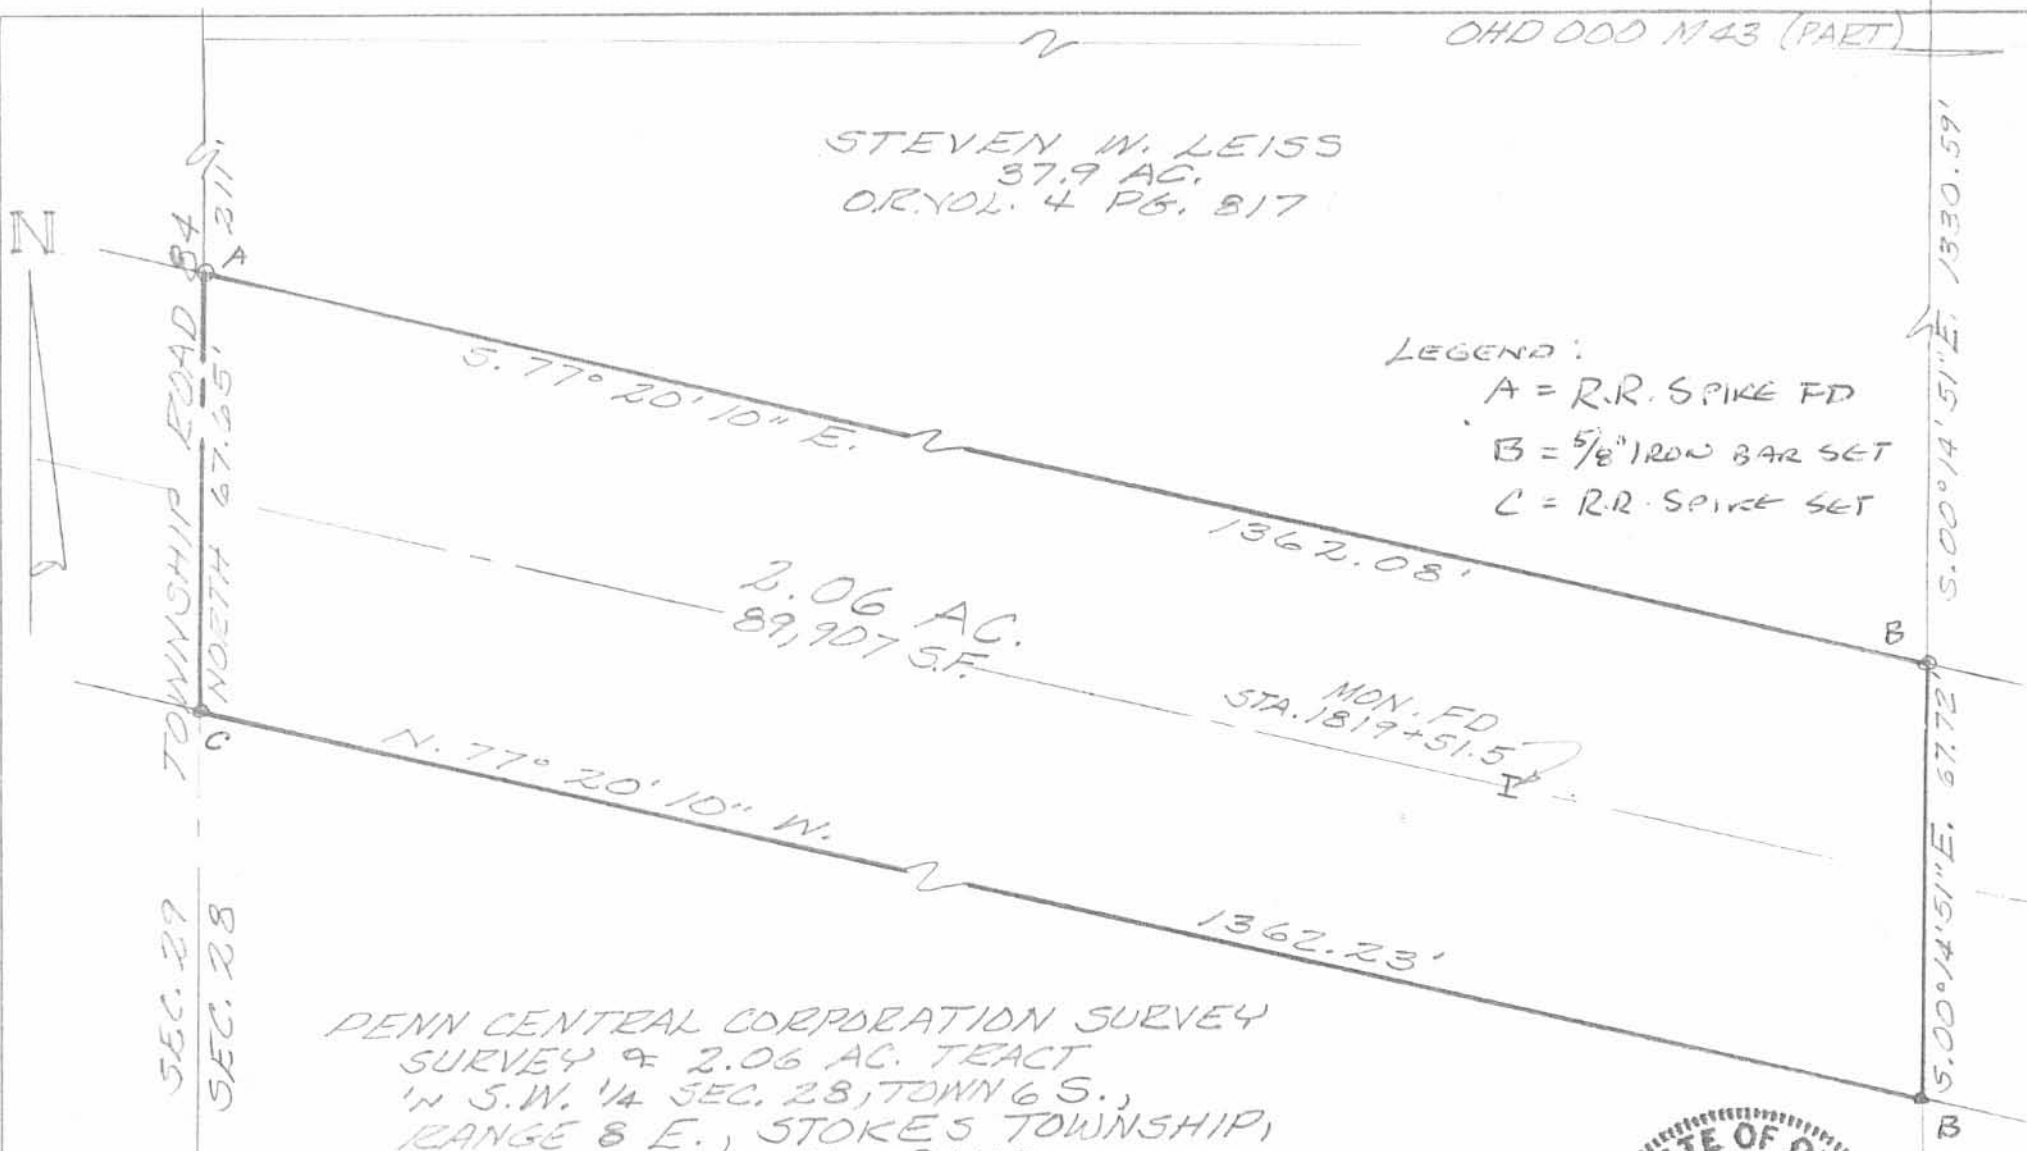 OHD 000 M43 (PART)
STEVEN W. LEISS
37.9 AC.
O.R.VOL. 4 PG. 817
N
211'
A
TOWNSHIP ROAD 84
NORTH 67.65'
S. 77° 20' 10" E.
1362.08'
LEGEND:
A = R.R. SPIKE FD
B = 5/8" IRON BAR SET
C = R.R. SPIKE SET
S.00°14'51"E. 1330.59'
B
2.06 AC.
89,907 S.F.
MON. FD
STA. 1819+51.5
C
N. 77° 20' 10" W.
1362.23'
S.00°14'51"E. 67.72'
B
SEC. 29
SEC. 28
PENN CENTRAL CORPORATION SURVEY
SURVEY OF 2.06 AC. TRACT
IN S.W. 1/4 SEC. 28, TOWN 6 S.,
RANGE 8 E., STOKES TOWNSHIP,
TE OF